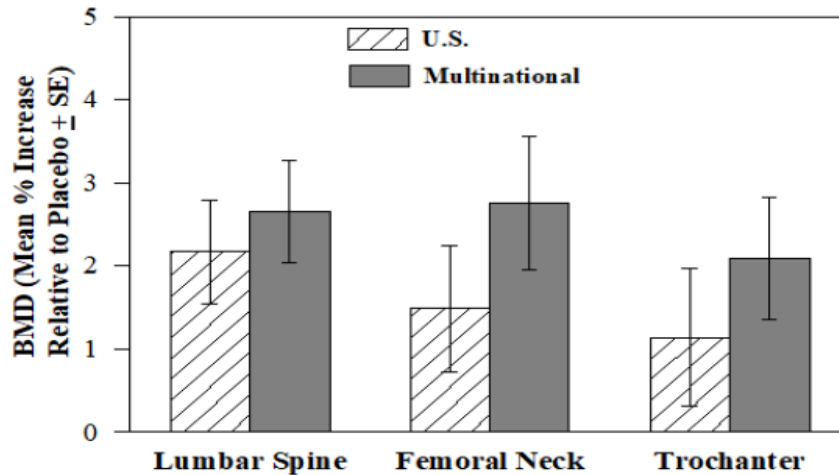 BMD (Mean % Increase
Relative to Placebo ± SE)
5
4
3
2
1
0
U.S.
Multinational
Lumbar Spine Femoral Neck Trochanter